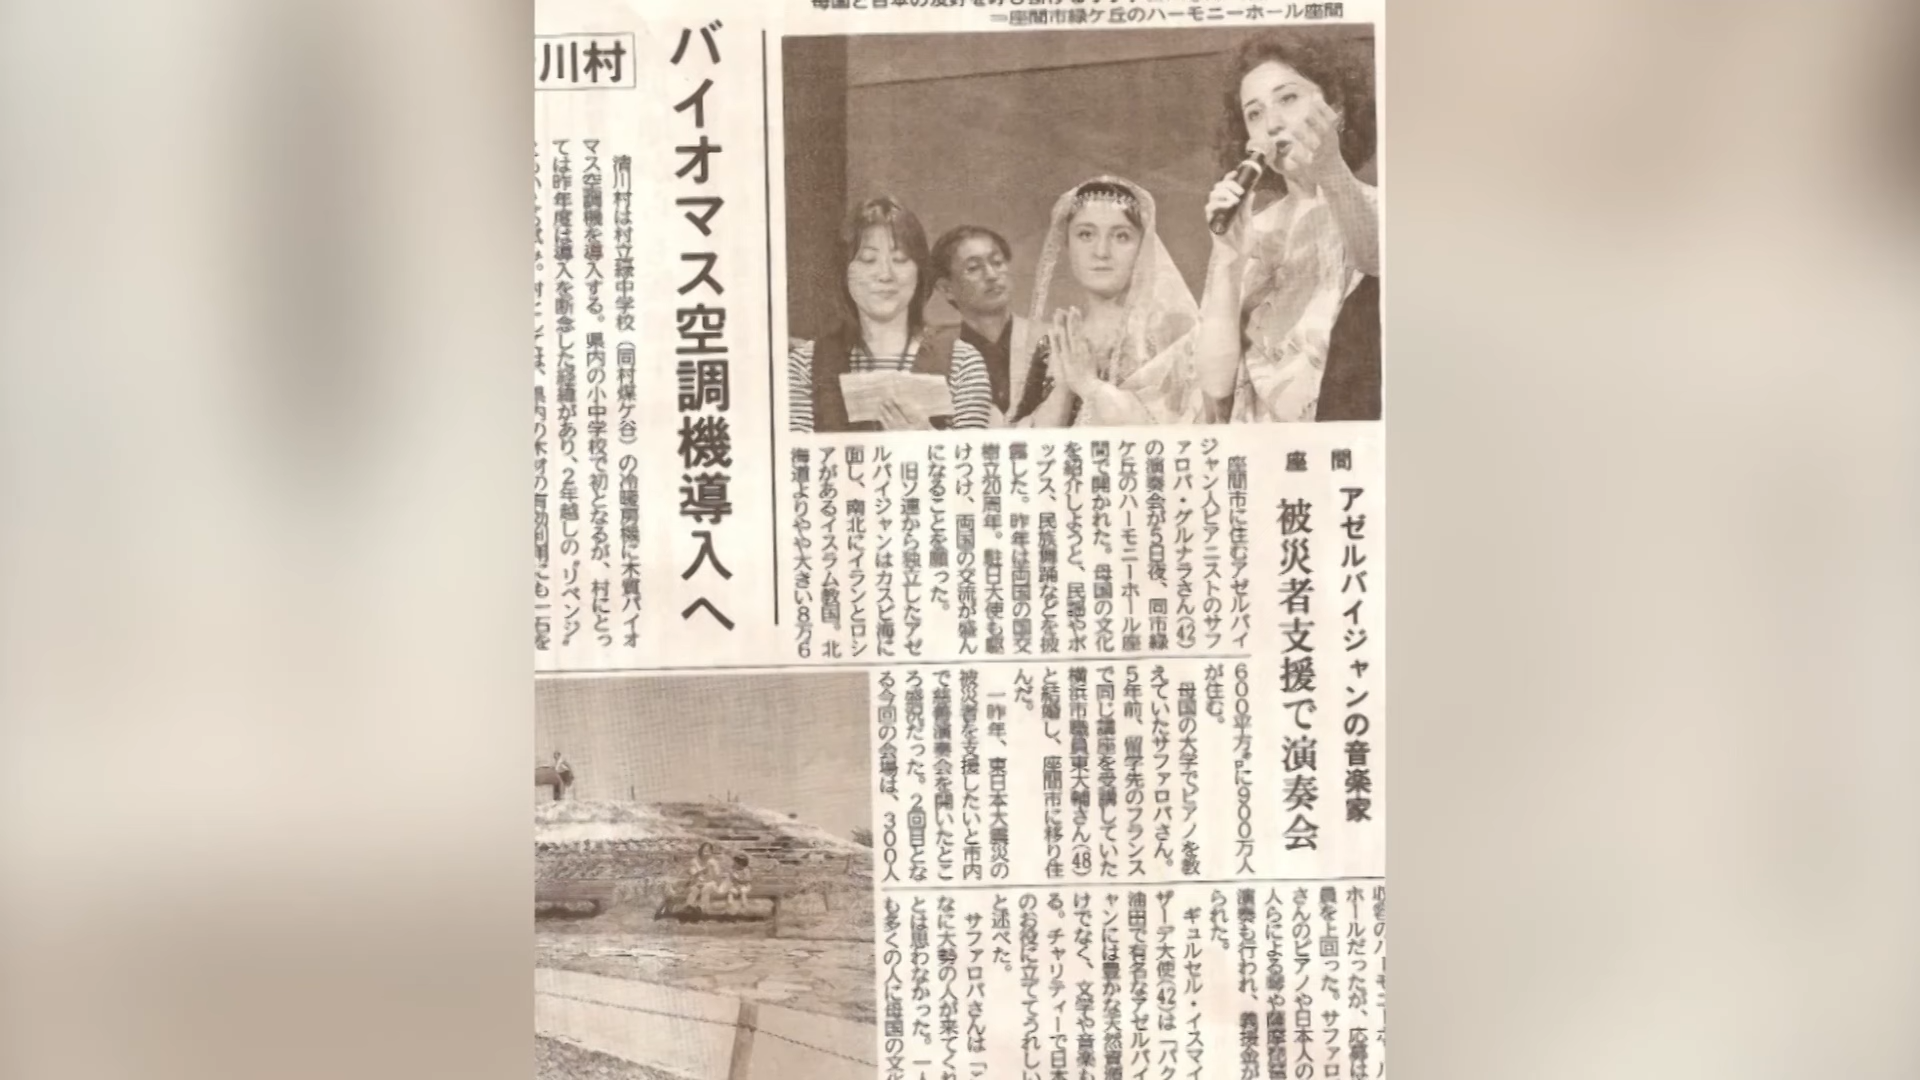 ＝座間市緑ケ丘のハーモニーホール座間
座間
アゼルバイジャンの音楽家
被災者支援で演奏会
座間市に住むアゼルバイ
ジャン人ピアニストのサフ
ァロバ・グルナラさん(42)
の演奏会が5日夜、同市緑
ケ丘のハーモニーホール座
間で開かれた。母国の文化
を紹介しようと、民謡やポ
ップス、民族舞踊などを披
露した。昨年は両国の国交
樹立20周年。駐日大使も駆
けつけ、両国の交流が盛ん
になることを願った。
旧ソ連から独立したアゼ
ルバイジャンはカスピ海に
面し、南北にイランとロシ
アがあるイスラム教国。北
海道よりやや大きい8万6
600平方㌔に900万人
が住む。
母国の大学でピアノを教
えていたサファロバさん。
5年前、留学先のフランス
で同じ講座を受講していた
横浜市職員東大輔さん(48)
と結婚し、座間市に移り住
んだ。
一昨年、東日本大震災の
被災者を支援したいと市内
で慈善演奏会を開いたとこ
ろ盛況だった。2回目とな
る今回の会場は、300人
ホールだったが、応募は
員を上回った。サファロ
さんのピアノや日本人の
人らによる琴や薩摩琵琶
演奏も行われ、義援金が
られた。
ギュルセル・イスマイ
ザーデ大使(42)は「バク
油田で有名なアゼルバイ
ャンには豊かな天然資源
けでなく、文学や音楽も
る。チャリティーで日本
のお役に立ててうれしい
と述べた。
サファロバさんは「こ
なに大勢の人が来てくれ
とは思わなかった。一人
も多くの人に母国の文化
バイオマス空調機導入へ
川村
清川村は村立緑中学校（同村煤ケ谷）の冷暖房機に木質バイオ
マス空調機を導入する。県内の小中学校で初となるが、村にとっ
ては昨年度は導入を断念した経緯があり、2年越しの〝リベンジ〟